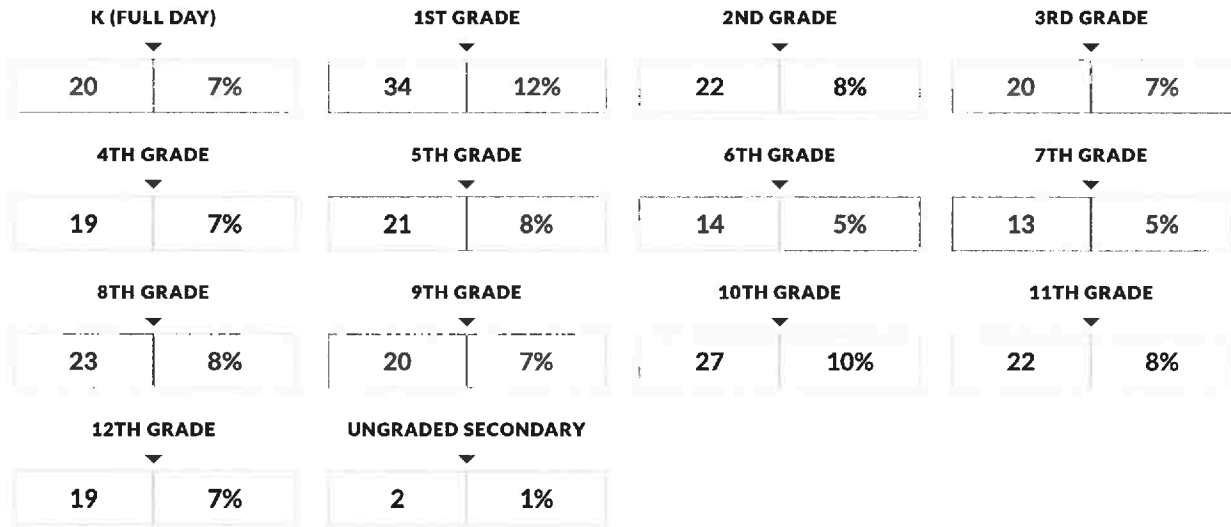 K (FULL DAY) 1ST GRADE 2ND GRADE 3RD GRADE
20 7% 34 12% 22 8% 20 7%
4TH GRADE 5TH GRADE 6TH GRADE 7TH GRADE
19 7% 21 8% 14 5% 13 5%
8TH GRADE 9TH GRADE 10TH GRADE 11TH GRADE
23 8% 20 7% 27 10% 22 8%
12TH GRADE UNGRADED SECONDARY
19 7% 2 1%